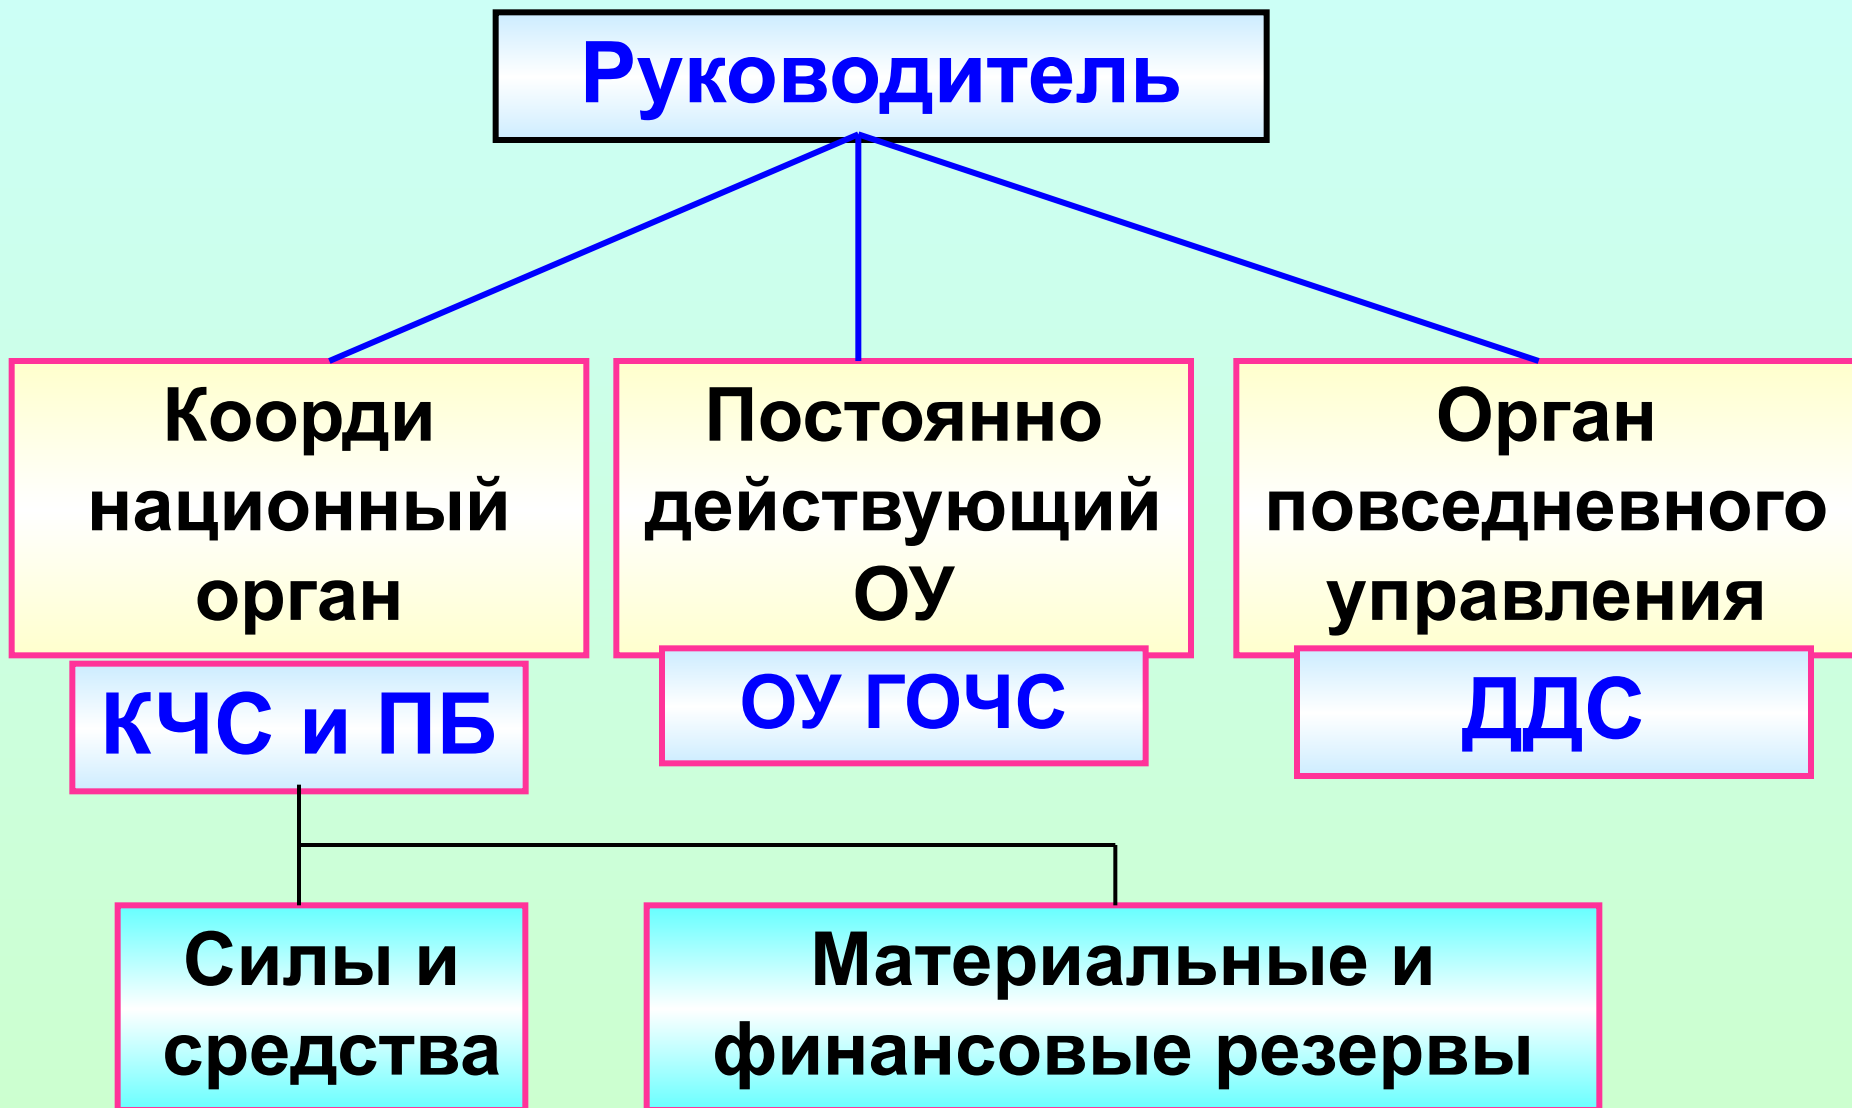 Руководитель
Коорди
национный
орган
Постоянно
действующий
ОУ
Орган
повседневного
управления
КЧС и ПБ
ОУ ГОЧС
ДДС
Силы и
средства
Материальные и
финансовые резервы